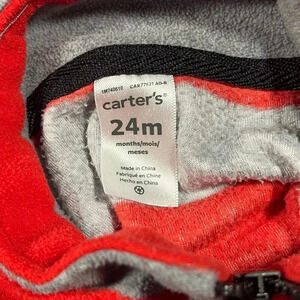 carter's®
24m
months/mois/
meses
Made in China
Fabriqué en Chine
Hecho en China